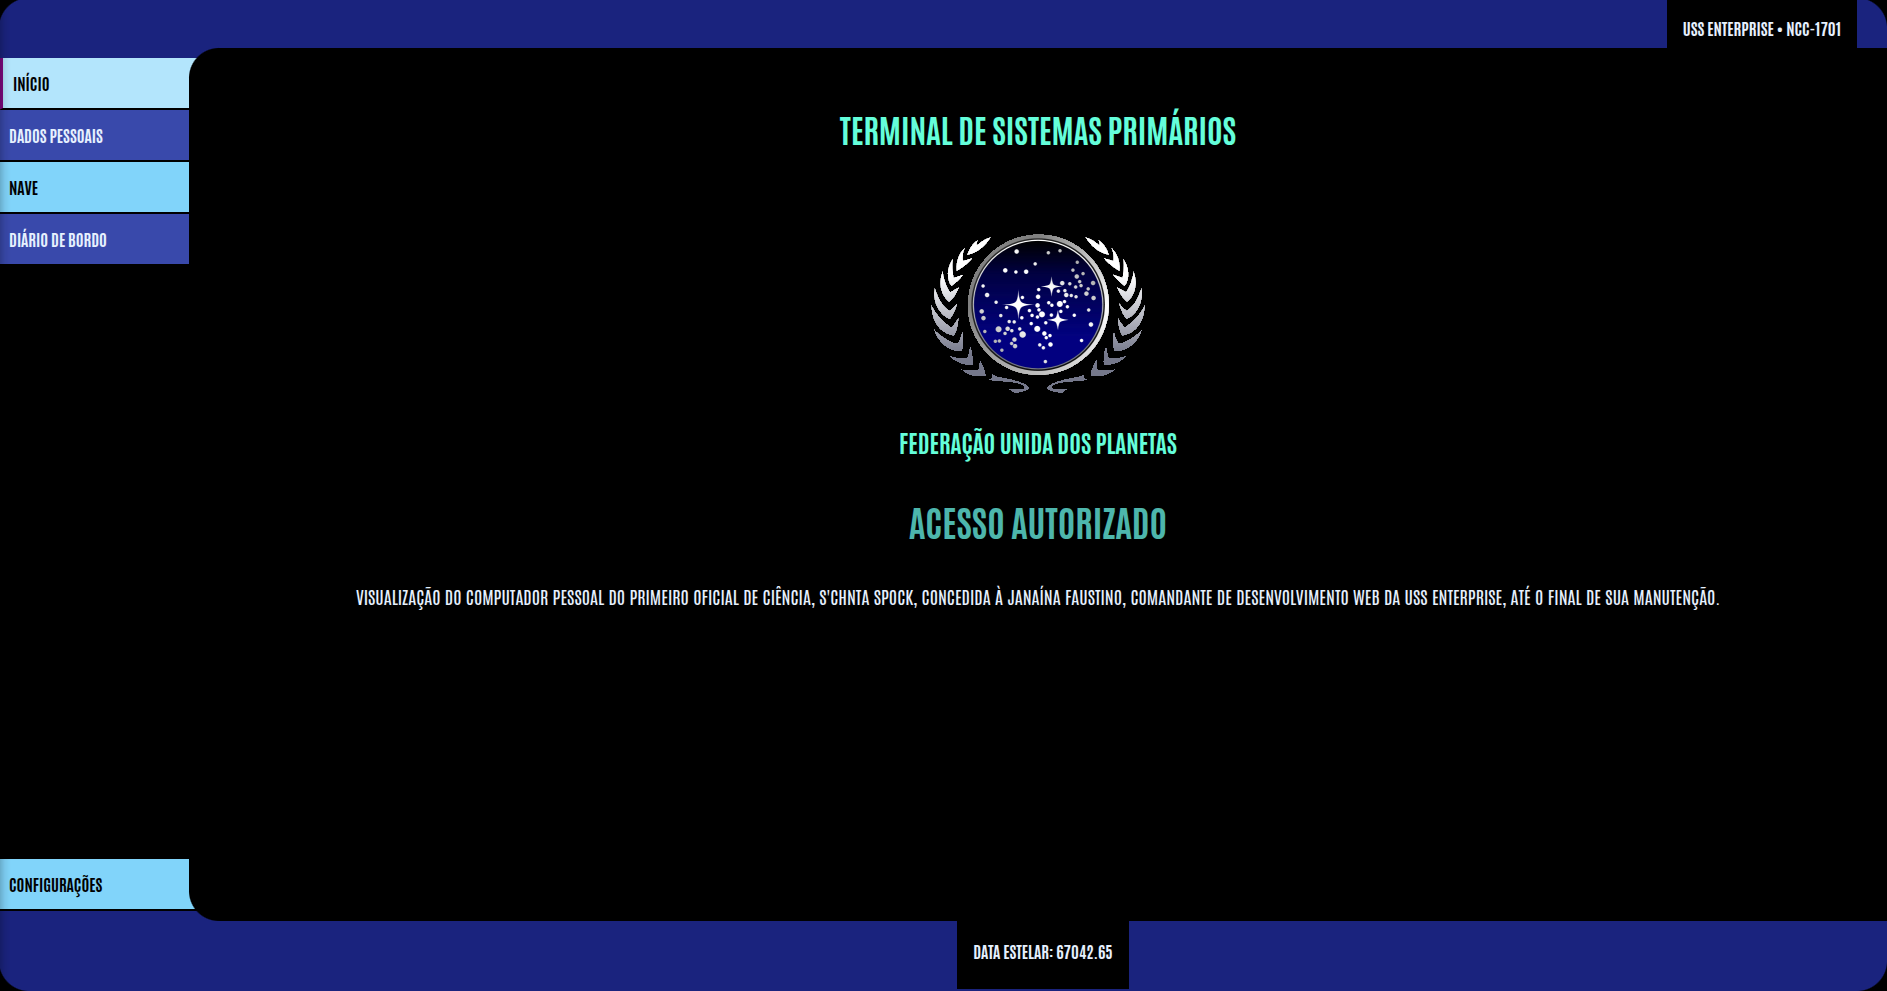 USS ENTERPRISE • NCC-1701
INÍCIO
DADOS PESSOAIS
NAVE
DIÁRIO DE BORDO
TERMINAL DE SISTEMAS PRIMÁRIOS
FEDERAÇÃO UNIDA DOS PLANETAS
ACESSO AUTORIZADO
VISUALIZAÇÃO DO COMPUTADOR PESSOAL DO PRIMEIRO OFICIAL DE CIÊNCIA, S'CHNTA SPOCK, CONCEDIDA À JANAÍNA FAUSTINO, COMANDANTE DE DESENVOLVIMENTO WEB DA USS ENTERPRISE, ATÉ O FINAL DE SUA MANUTENÇÃO.
CONFIGURAÇÕES
DATA ESTELAR: 67042.65